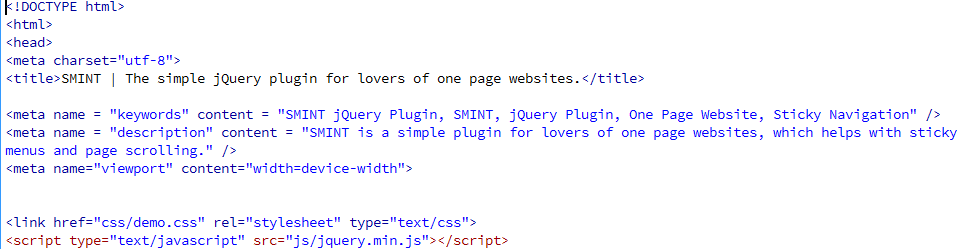 <!DOCTYPE html>
<html>
<head>
<meta charset="utf-8">
<title>SMINT | The simple jQuery plugin for lovers of one page websites.</title>
<meta name = "keywords" content = "SMINT jQuery Plugin, SMINT, jQuery Plugin, One Page Website, Sticky Navigation" />
<meta name = "description" content = "SMINT is a simple plugin for lovers of one page websites, which helps with sticky
menus and page scrolling." />
<meta name="viewport" content="width=device-width">
<link href="css/demo.css" rel="stylesheet" type="text/css">
<script type="text/javascript" src="js/jquery.min.js"></script>